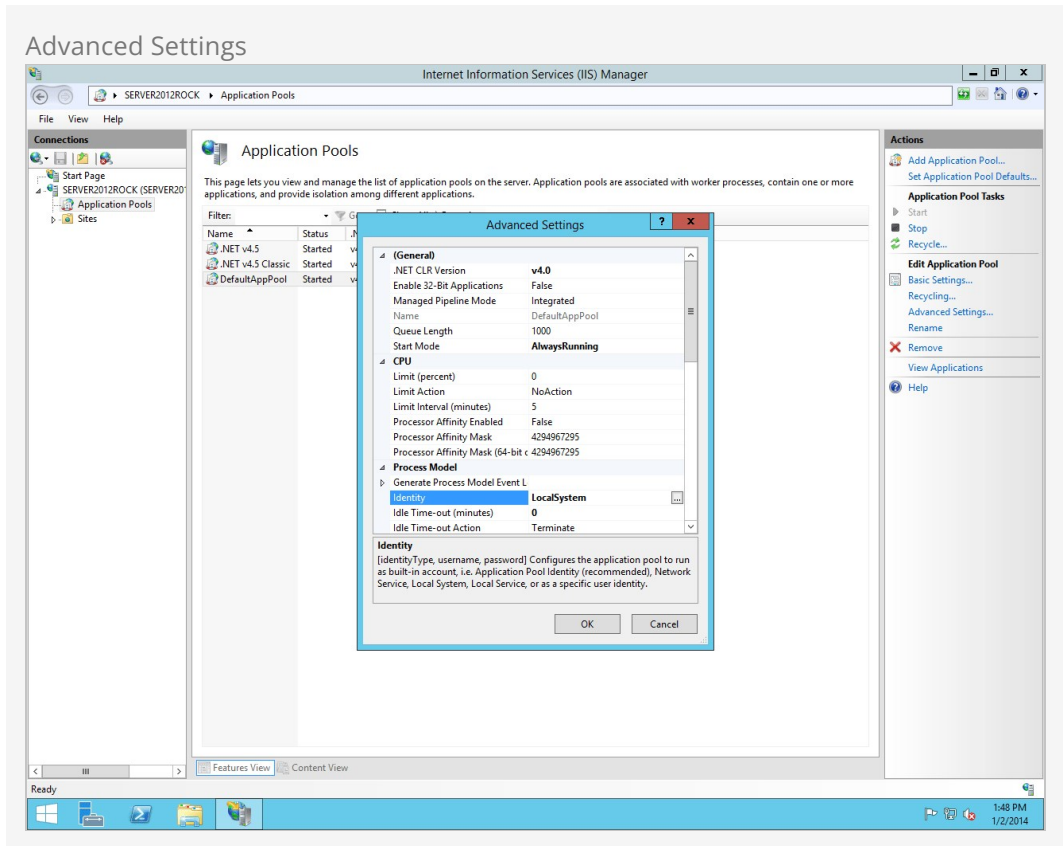 Advanced Settings
Internet Information Services (IIS) Manager
SERVER2012ROCK Application Pools
File View Help
Connections
Start Page
SERVER2012ROCK (SERVER20
Application Pools
Sites
Application Pools
This page lets you view and manage the list of application pools on the server. Application pools are associated with worker processes, contain one or more
applications, and provide isolation among different applications.
Filter:
Name Status
.NET v4.5 Started
.NET v4.5 Classic Started
DefaultAppPool Started
Advanced Settings
? x
(General)
.NET CLR Version v4.0
Enable 32-Bit Applications False
Managed Pipeline Mode Integrated
Name DefaultAppPool
Queue Length 1000
Start Mode AlwaysRunning
CPU
Limit (percent) 0
Limit Action NoAction
Limit Interval (minutes) 5
Processor Affinity Enabled False
Processor Affinity Mask 4294967295
Processor Affinity Mask (64-bit c 4294967295
Process Model
Generate Process Model Event L
Identity LocalSystem ...
Idle Time-out (minutes) 0
Idle Time-out Action Terminate
Identity
[identityType, username, password] Configures the application pool to run
as built-in account, i.e. Application Pool Identity (recommended), Network
Service, Local System, Local Service, or as a specific user identity.
OK Cancel
Actions
Add Application Pool...
Set Application Pool Defaults...
Application Pool Tasks
Start
Stop
Recycle...
Edit Application Pool
Basic Settings...
Recycling...
Advanced Settings...
Rename
Remove
View Applications
Help
Features View Content View
Ready
1:48 PM
1/2/2014